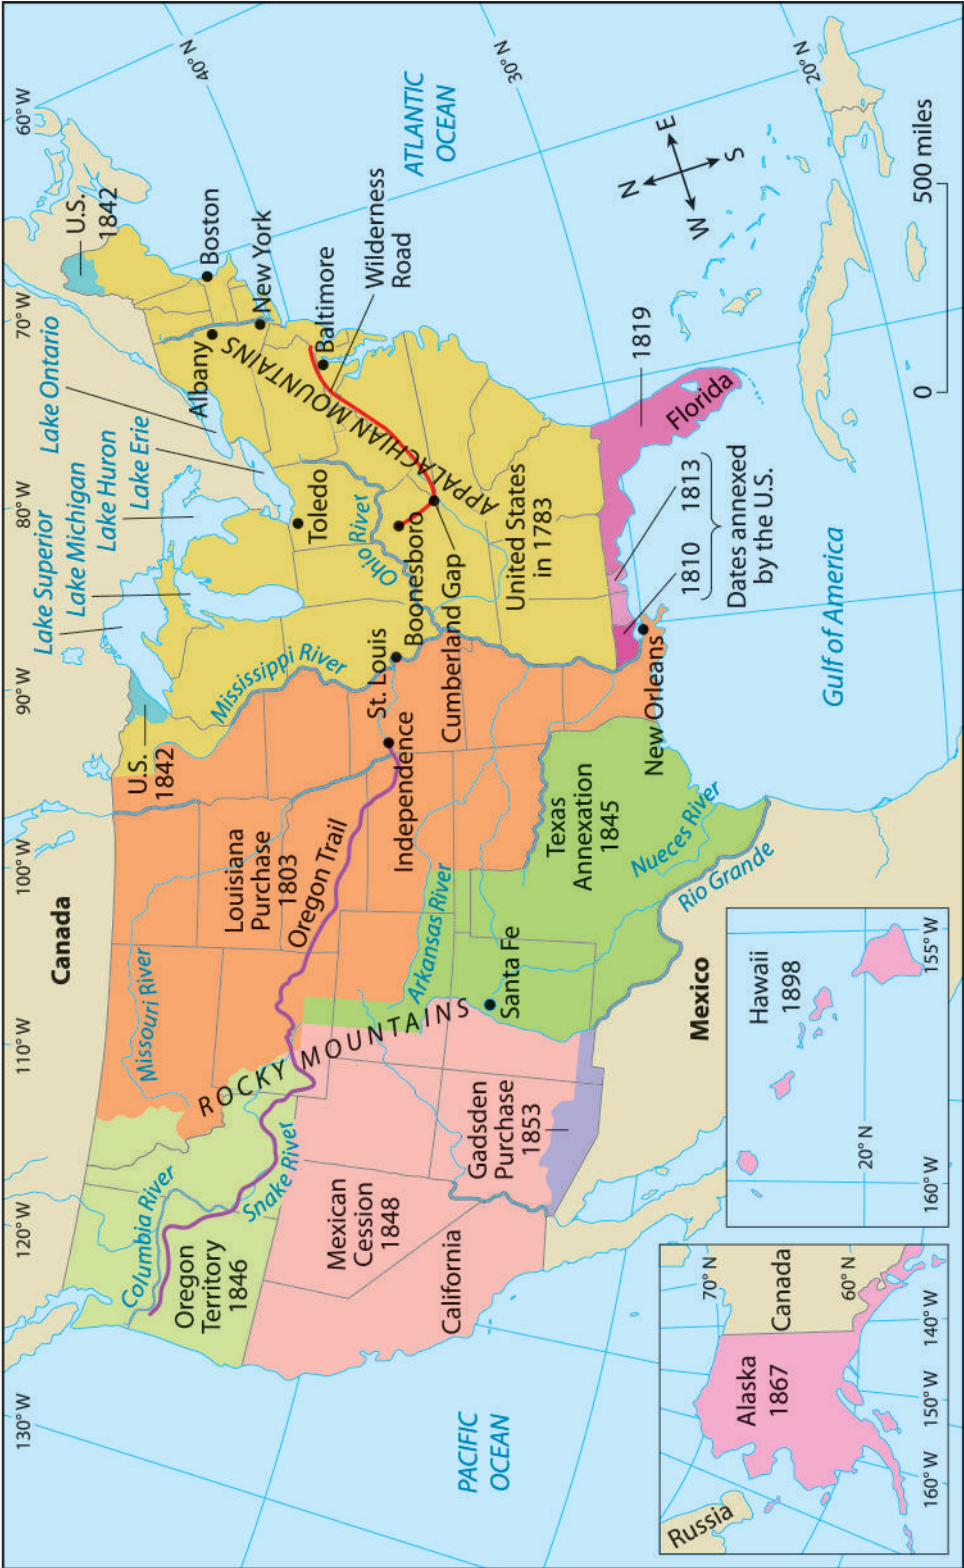 130° W
120° W
110° W
100° W
90° W
80° W
70° W
60° W
40° N
30° N
20° N
Canada
Lake Superior
Lake Michigan
Lake Huron
Lake Erie
Lake Ontario
U.S.
1842
U.S.
1842
Columbia River
Oregon
Territory
1846
Snake River
Missouri River
ROCKY MOUNTAINS
Louisiana
Purchase
1803
Oregon Trail
Mississippi River
Independence
St. Louis
Boonesboro
Cumberland Gap
Ohio River
Toledo
Albany
Boston
New York
Baltimore
Wilderness
Road
APPALACHIAN MOUNTAINS
United States
in 1783
ATLANTIC
OCEAN
PACIFIC
OCEAN
California
Mexican
Cession
1848
Gadsden
Purchase
1853
Arkansas River
Santa Fe
Texas
Annexation
1845
Nueces River
Rio Grande
New Orleans
Mexico
1810
1813
Dates annexed
by the U.S.
1819
Florida
Gulf of America
N
E
S
W
0
500 miles
Russia
Alaska
1867
Canada
70° N
60° N
160° W
150° W
140° W
Hawaii
1898
20° N
160° W
155° W